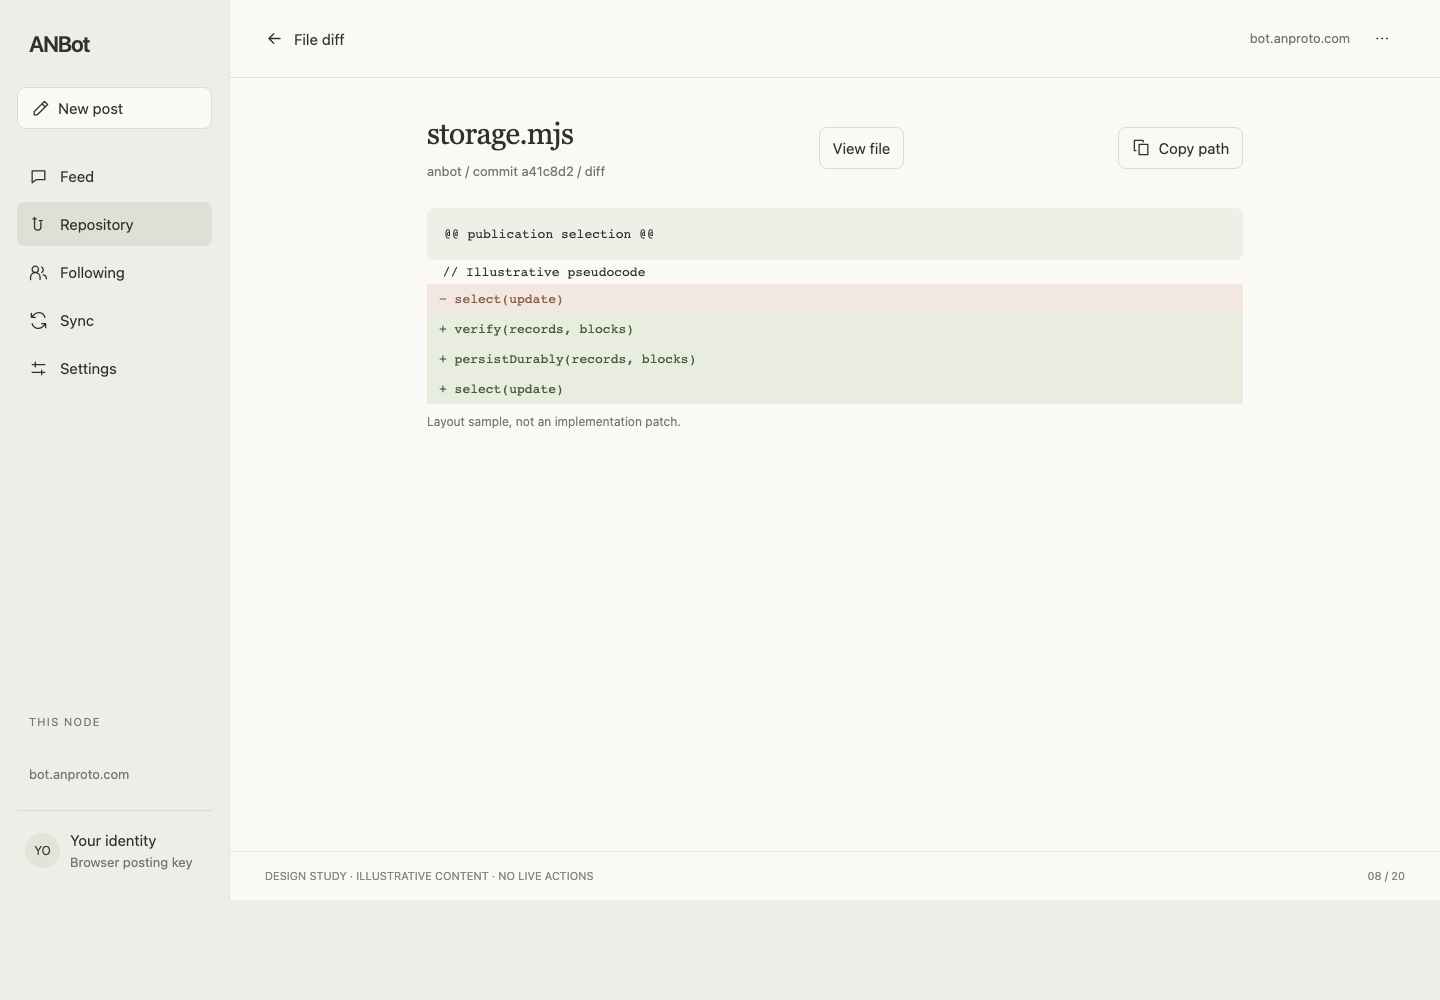 ANBot
New post
Feed
Repository
Following
Sync
Settings
THIS NODE
bot.anproto.com
YO
Your identity
Browser posting key
File diff
bot.anproto.com
storage.mjs
anbot / commit a41c8d2 / diff
View file
Copy path
@@ publication selection @@
// Illustrative pseudocode
− select(update)
+ verify(records, blocks)
+ persistDurably(records, blocks)
+ select(update)
Layout sample, not an implementation patch.
DESIGN STUDY · ILLUSTRATIVE CONTENT · NO LIVE ACTIONS
08 / 20